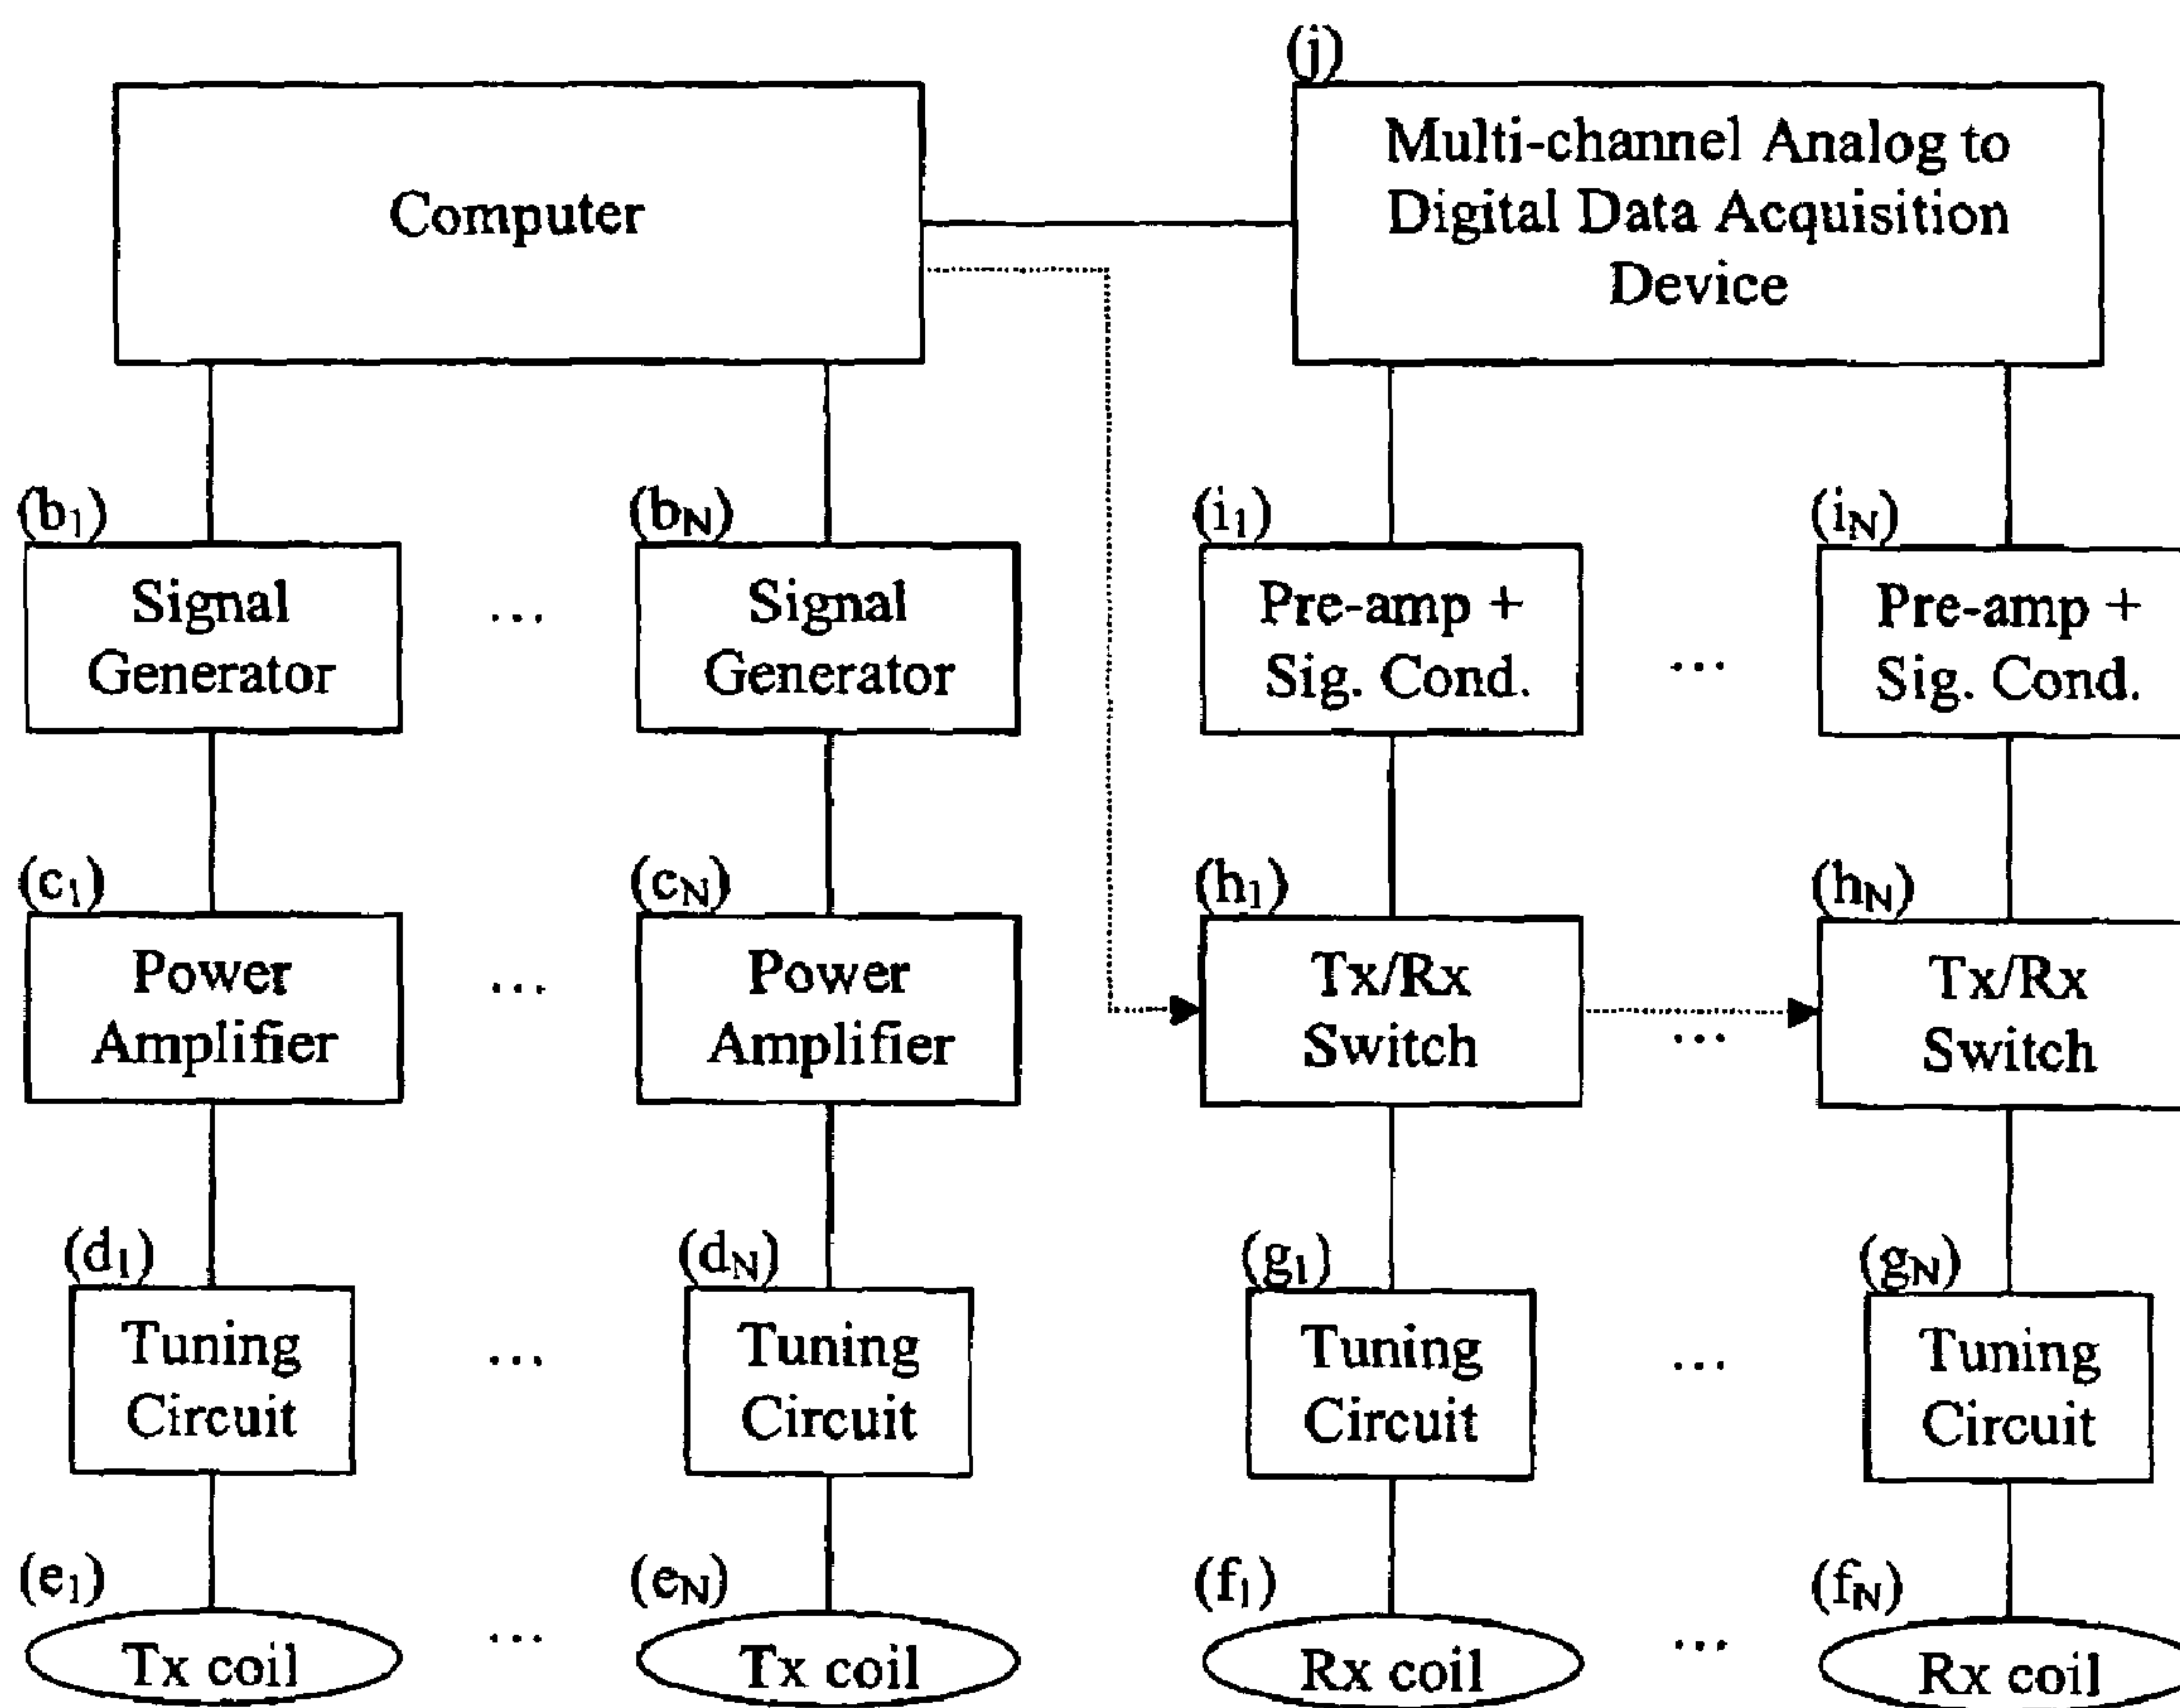 (j)
Computer
Multi-channel Analog to
Digital Data Acquisition
Device
(b1)
(bN)
(i1)
(iN)
Signal
Generator
...
Signal
Generator
Pre-amp +
Sig. Cond.
...
Pre-amp +
Sig. Cond.
(c1)
(cN)
(h1)
(hN)
Power
Amplifier
...
Power
Amplifier
Tx/Rx
Switch
...
Tx/Rx
Switch
(d1)
(dN)
(g1)
(gN)
Tuning
Circuit
...
Tuning
Circuit
Tuning
Circuit
...
Tuning
Circuit
(e1)
(eN)
(f1)
(fN)
Tx coil
...
Tx coil
Rx coil
...
Rx coil